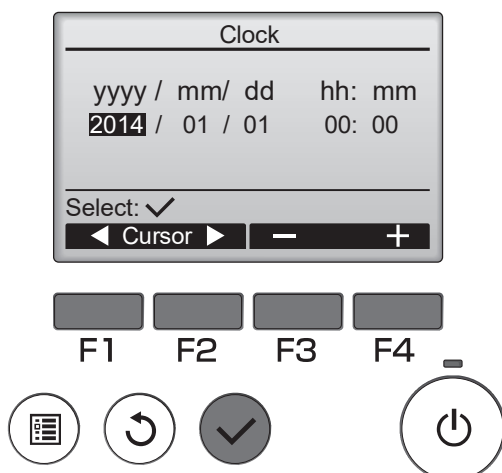 Clock
yyyy / mm/ dd hh: mm
2014 / 01 / 01 00: 00
Select: ✓
◀ Cursor ▶ − +
F1 F2 F3 F4